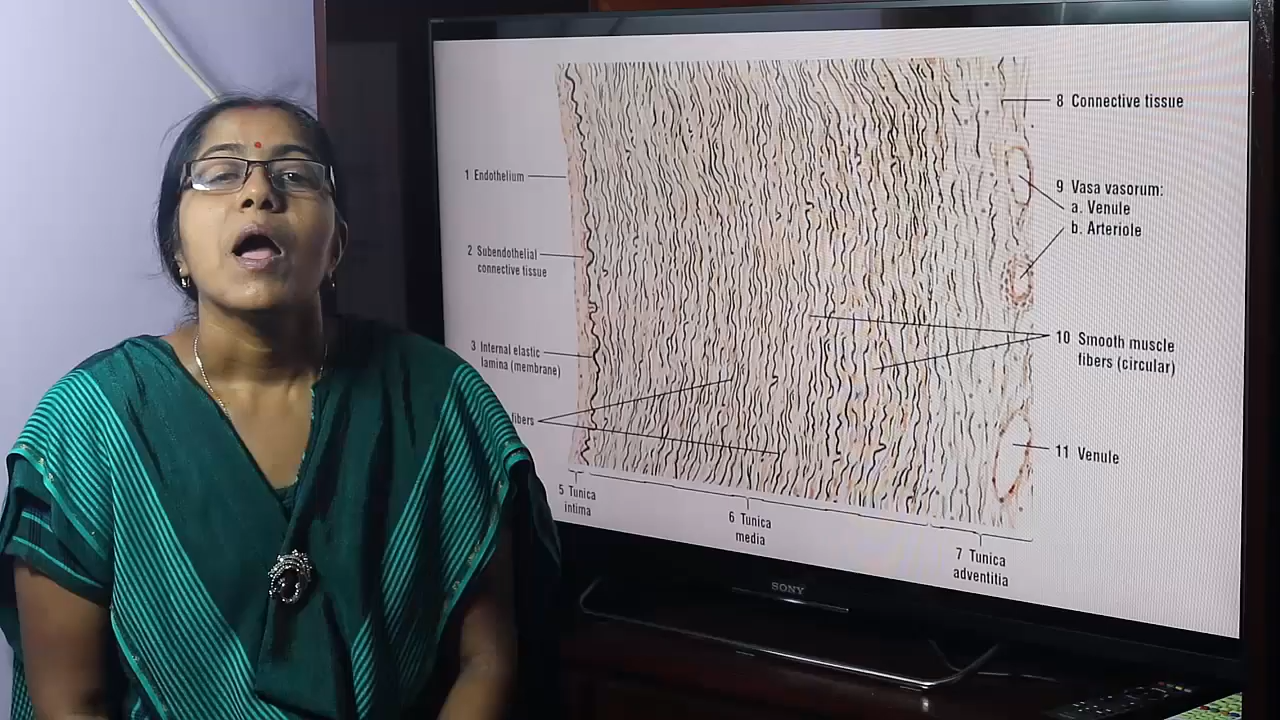 1 Endothelium
2 Subendothelial
connective tissue
3 Internal elastic
lamina (membrane)
fibers
5 Tunica
intima
6 Tunica
media
7 Tunica
adventitia
8 Connective tissue
9 Vasa vasorum:
a. Venule
b. Arteriole
10 Smooth muscle
fibers (circular)
11 Venule
SONY